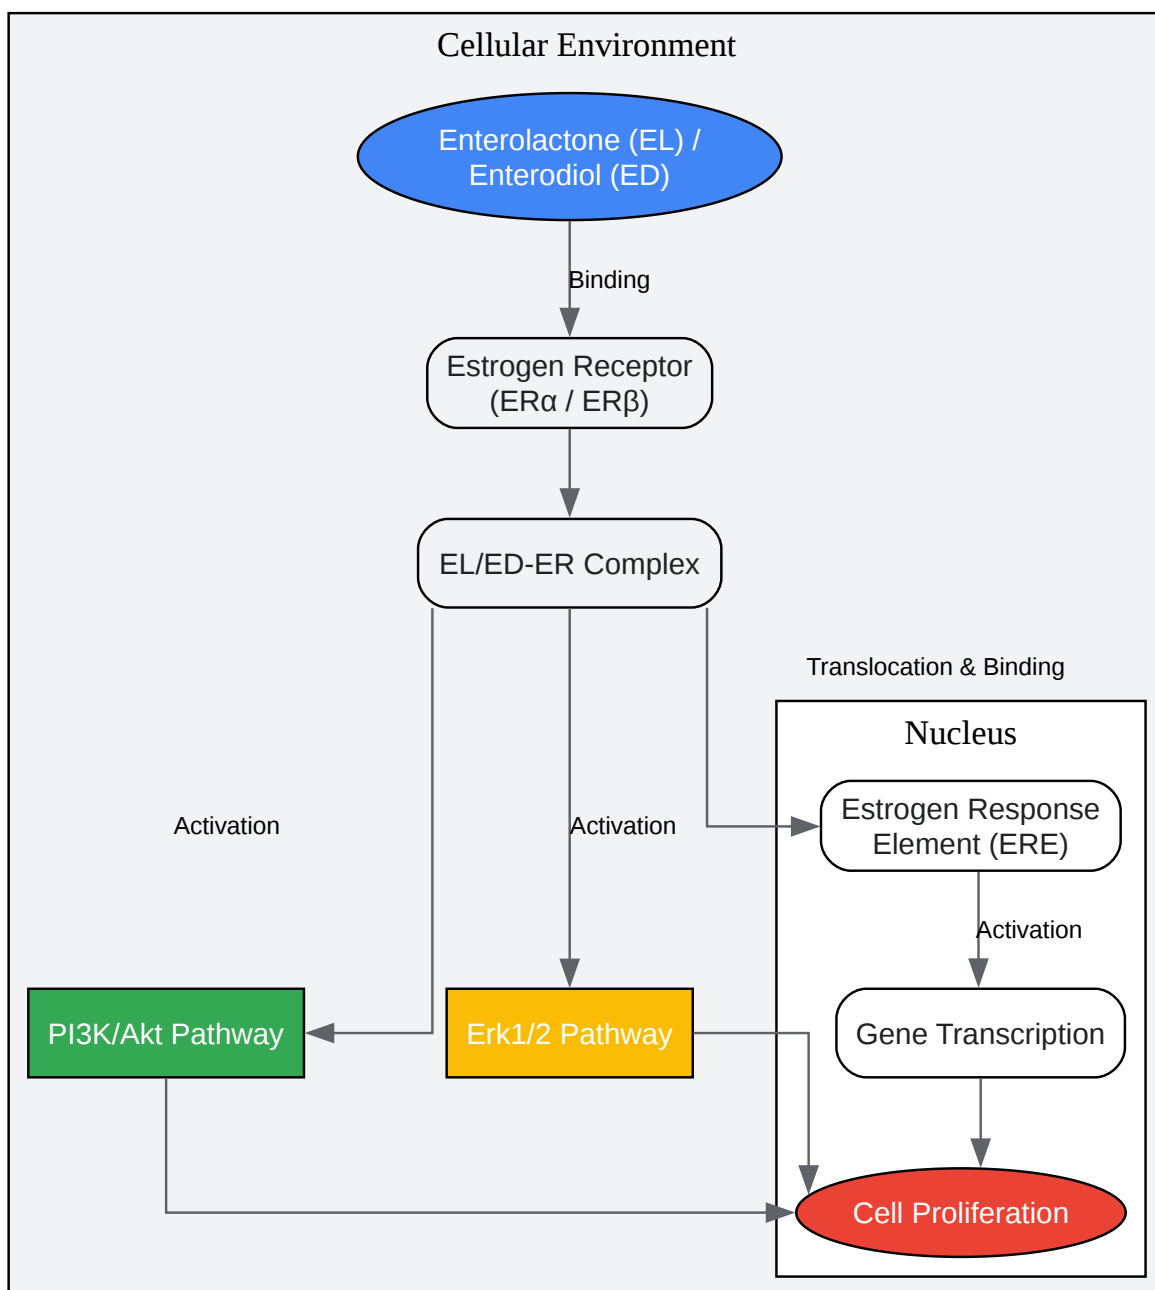 Cellular Environment
Enterolactone (EL) /
Enterodiol (ED)
Binding
Estrogen Receptor
(ERα / ERβ)
EL/ED-ER Complex
Translocation & Binding
Nucleus
Estrogen Response
Element (ERE)
Activation
Activation
Activation
PI3K/Akt Pathway
Erk1/2 Pathway
Gene Transcription
Cell Proliferation